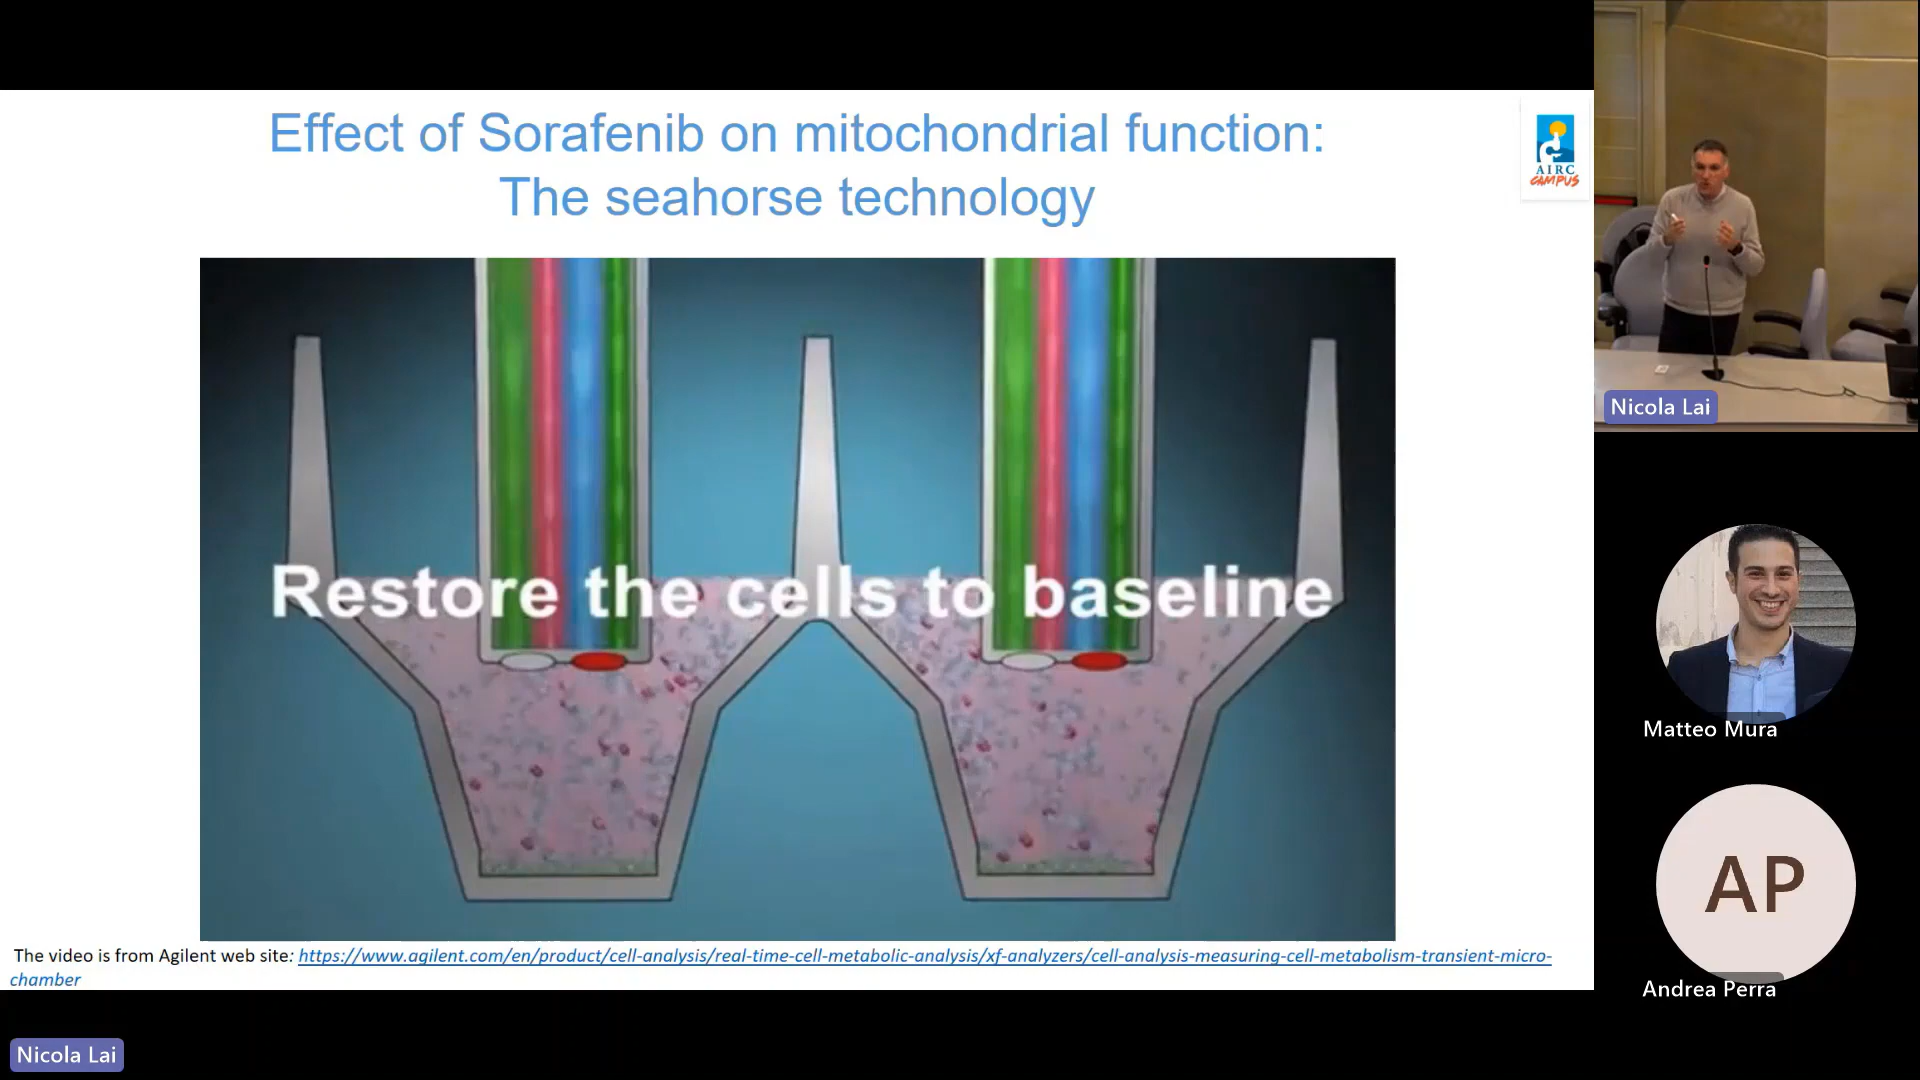 Effect of Sorafenib on mitochondrial function:
The seahorse technology
AIRC
CAMPUS
Restore the cells to baseline
The video is from Agilent web site: https://www.agilent.com/en/product/cell-analysis/real-time-cell-metabolic-analysis/xf-analyzers/cell-analysis-measuring-cell-metabolism-transient-micro-
chamber
Nicola Lai
Matteo Mura
AP
Andrea Perra
Nicola Lai